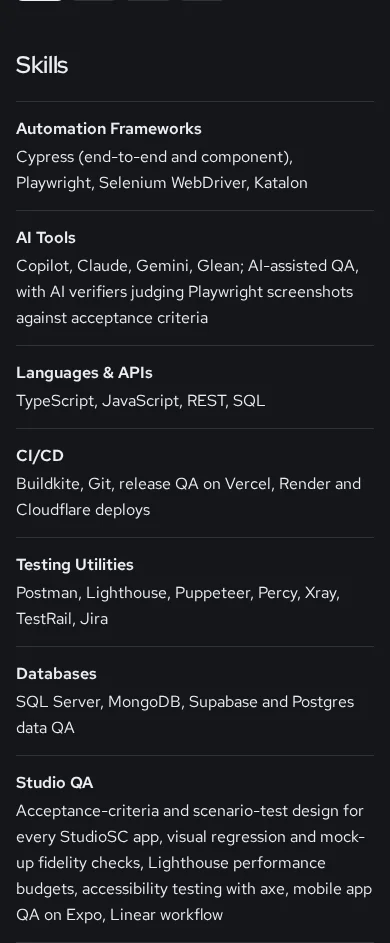 Skills
Automation Frameworks
Cypress (end-to-end and component),
Playwright, Selenium WebDriver, Katalon
AI Tools
Copilot, Claude, Gemini, Glean; AI-assisted QA,
with AI verifiers judging Playwright screenshots
against acceptance criteria
Languages & APIs
TypeScript, JavaScript, REST, SQL
CI/CD
Buildkite, Git, release QA on Vercel, Render and
Cloudflare deploys
Testing Utilities
Postman, Lighthouse, Puppeteer, Percy, Xray,
TestRail, Jira
Databases
SQL Server, MongoDB, Supabase and Postgres
data QA
Studio QA
Acceptance-criteria and scenario-test design for
every StudioSC app, visual regression and mock-
up fidelity checks, Lighthouse performance
budgets, accessibility testing with axe, mobile app
QA on Expo, Linear workflow